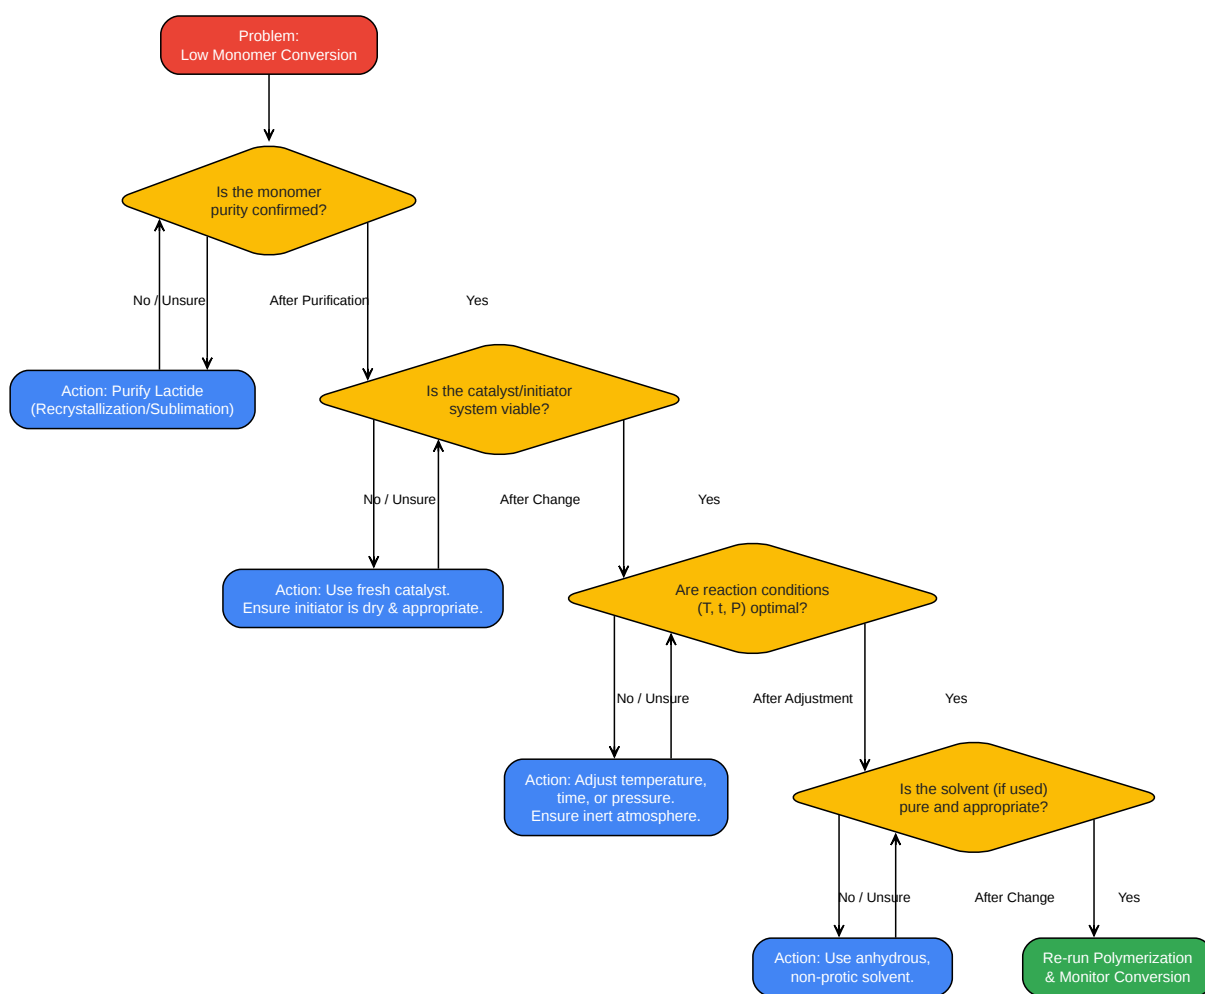 Problem:
Low Monomer Conversion
Is the monomer
purity confirmed?
No / Unsure
After Purification
Yes
Action: Purify Lactide
(Recrystallization/Sublimation)
Is the catalyst/initiator
system viable?
No / Unsure
After Change
Yes
Action: Use fresh catalyst.
Ensure initiator is dry & appropriate.
Are reaction conditions
(T, t, P) optimal?
No / Unsure
After Adjustment
Yes
Action: Adjust temperature,
time, or pressure.
Ensure inert atmosphere.
Is the solvent (if used)
pure and appropriate?
No / Unsure
After Change
Yes
Action: Use anhydrous,
non-protic solvent.
Re-run Polymerization
& Monitor Conversion